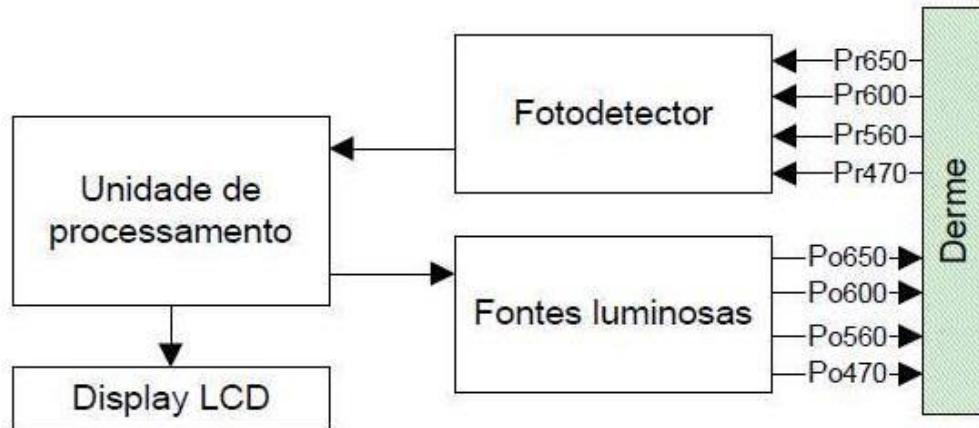 Fotodetector
Pr650
Pr600
Pr560
Pr470
Derme
Unidade de
processamento
Fontes luminosas
Po650
Po600
Po560
Po470
Display LCD